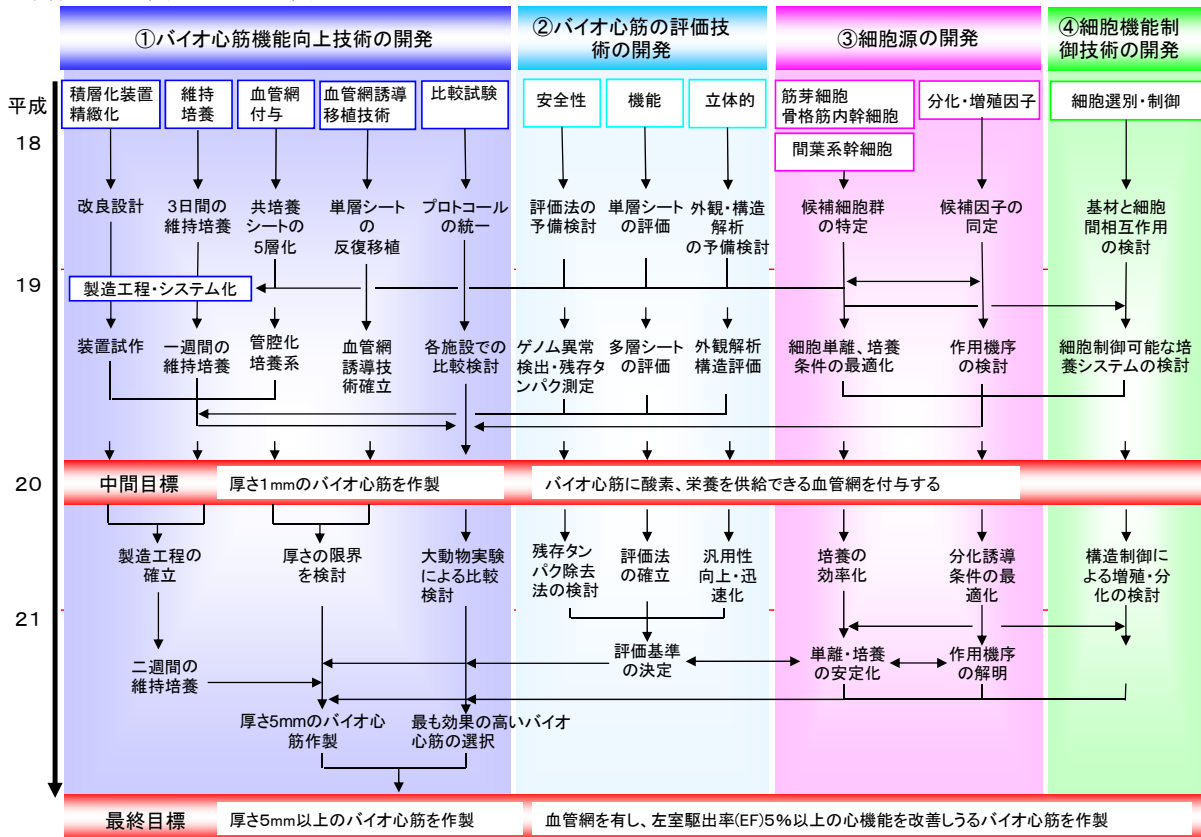 ①バイオ心筋機能向上技術の開発
②バイオ心筋の評価技
術の開発
③細胞源の開発
④細胞機能制
御技術の開発
平成
18
19
20
21
積層化装置
精緻化
維持
培養
血管網
付与
血管網誘導
移植技術
比較試験
安全性
機能
立体的
筋芽細胞
骨格筋内幹細胞
間葉系幹細胞
分化・増殖因子
細胞選別・制御
改良設計
3日間の
維持培養
共培養
シートの
5層化
単層シート
の
反復移植
プロトコール
の統一
評価法の
予備検討
単層シート
の評価
外観・構造
解析
の予備検討
候補細胞群
の特定
候補因子の
同定
基材と細胞
間相互作用
の検討
製造工程・システム化
装置試作
一週間の
維持培養
管腔化
培養系
血管網
誘導技
術確立
各施設での
比較検討
ゲノム異常
検出・残存タ
ンパク測定
多層シート
の評価
外観解析
構造評価
細胞単離、培養
条件の最適化
作用機序
の検討
細胞制御可能な培
養システムの検討
中間目標
厚さ1mmのバイオ心筋を作製
バイオ心筋に酸素、栄養を供給できる血管網を付与する
製造工程の
確立
厚さの限界
を検討
大動物実験
による比較
検討
残存タン
パク除去
法の検討
評価法
の確立
汎用性
向上・迅
速化
培養の
効率化
分化誘導
条件の最
適化
構造制御に
よる増殖・分
化の検討
二週間の
維持培養
評価基準
の決定
単離・培養
の安定化
作用機序
の解明
厚さ5mmのバイオ心
筋作製
最も効果の高いバイオ
心筋の選択
最終目標
厚さ5mm以上のバイオ心筋を作製
血管網を有し、左室駆出率(EF)5%以上の心機能を改善しうるバイオ心筋を作製